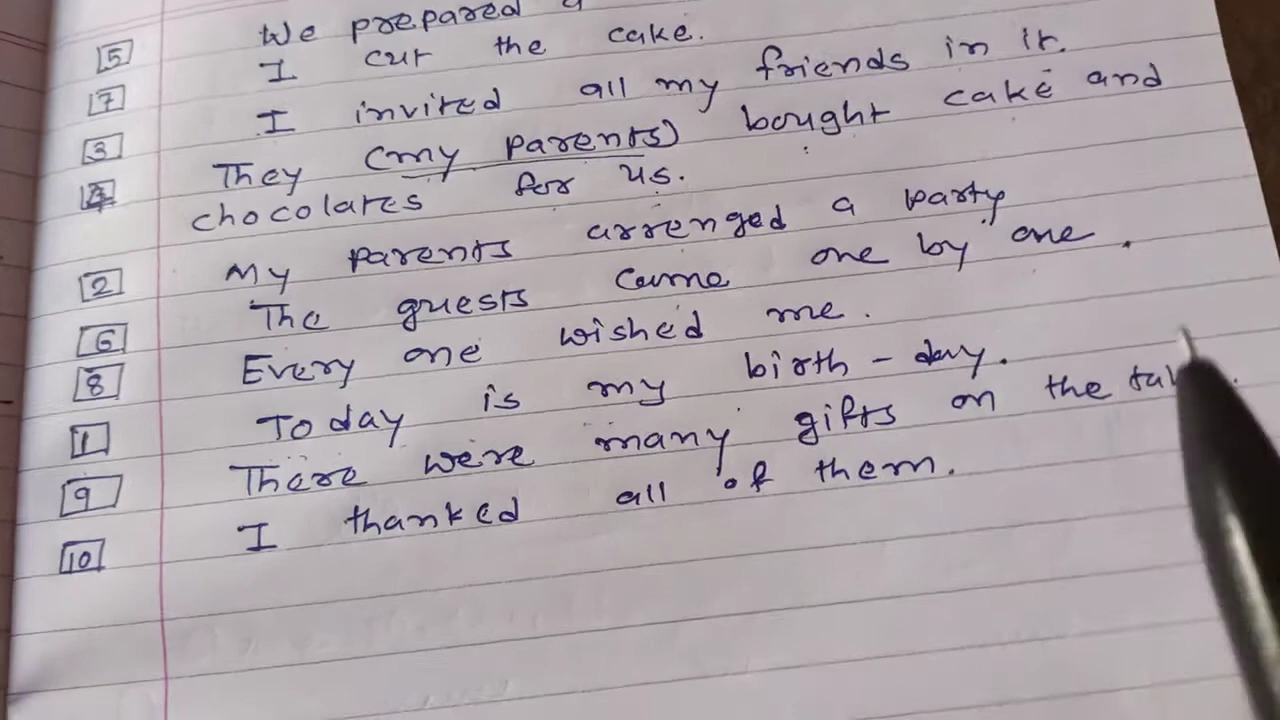 We prepared a
5 I cut the cake.
7 I invited all my friends in it.
3 They (my parents) bought cake and
4 chocolates for us.
2 My parents arrenged a party
6 The guests came one by one.
8 Every one wished me.
1 Today is my birth-day.
9 There were many gifts on the
10 I thanked all of them.